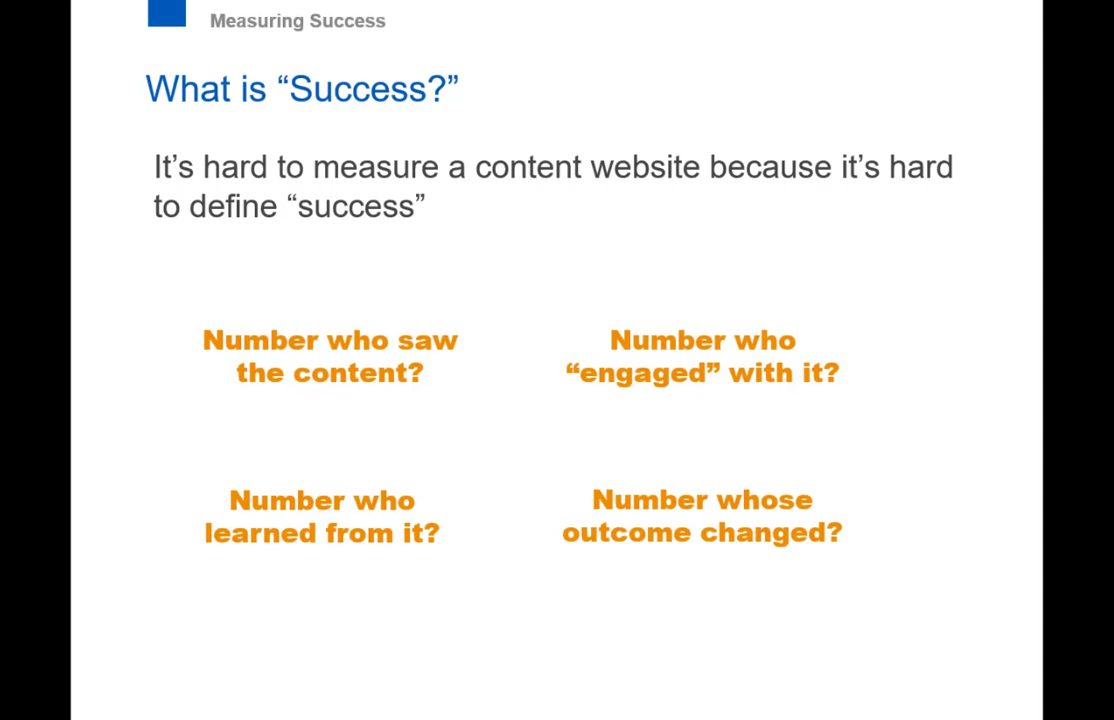 Measuring Success
What is “Success?”
It’s hard to measure a content website because it’s hard
to define “success”
Number who saw
the content?
Number who
“engaged” with it?
Number who
learned from it?
Number whose
outcome changed?